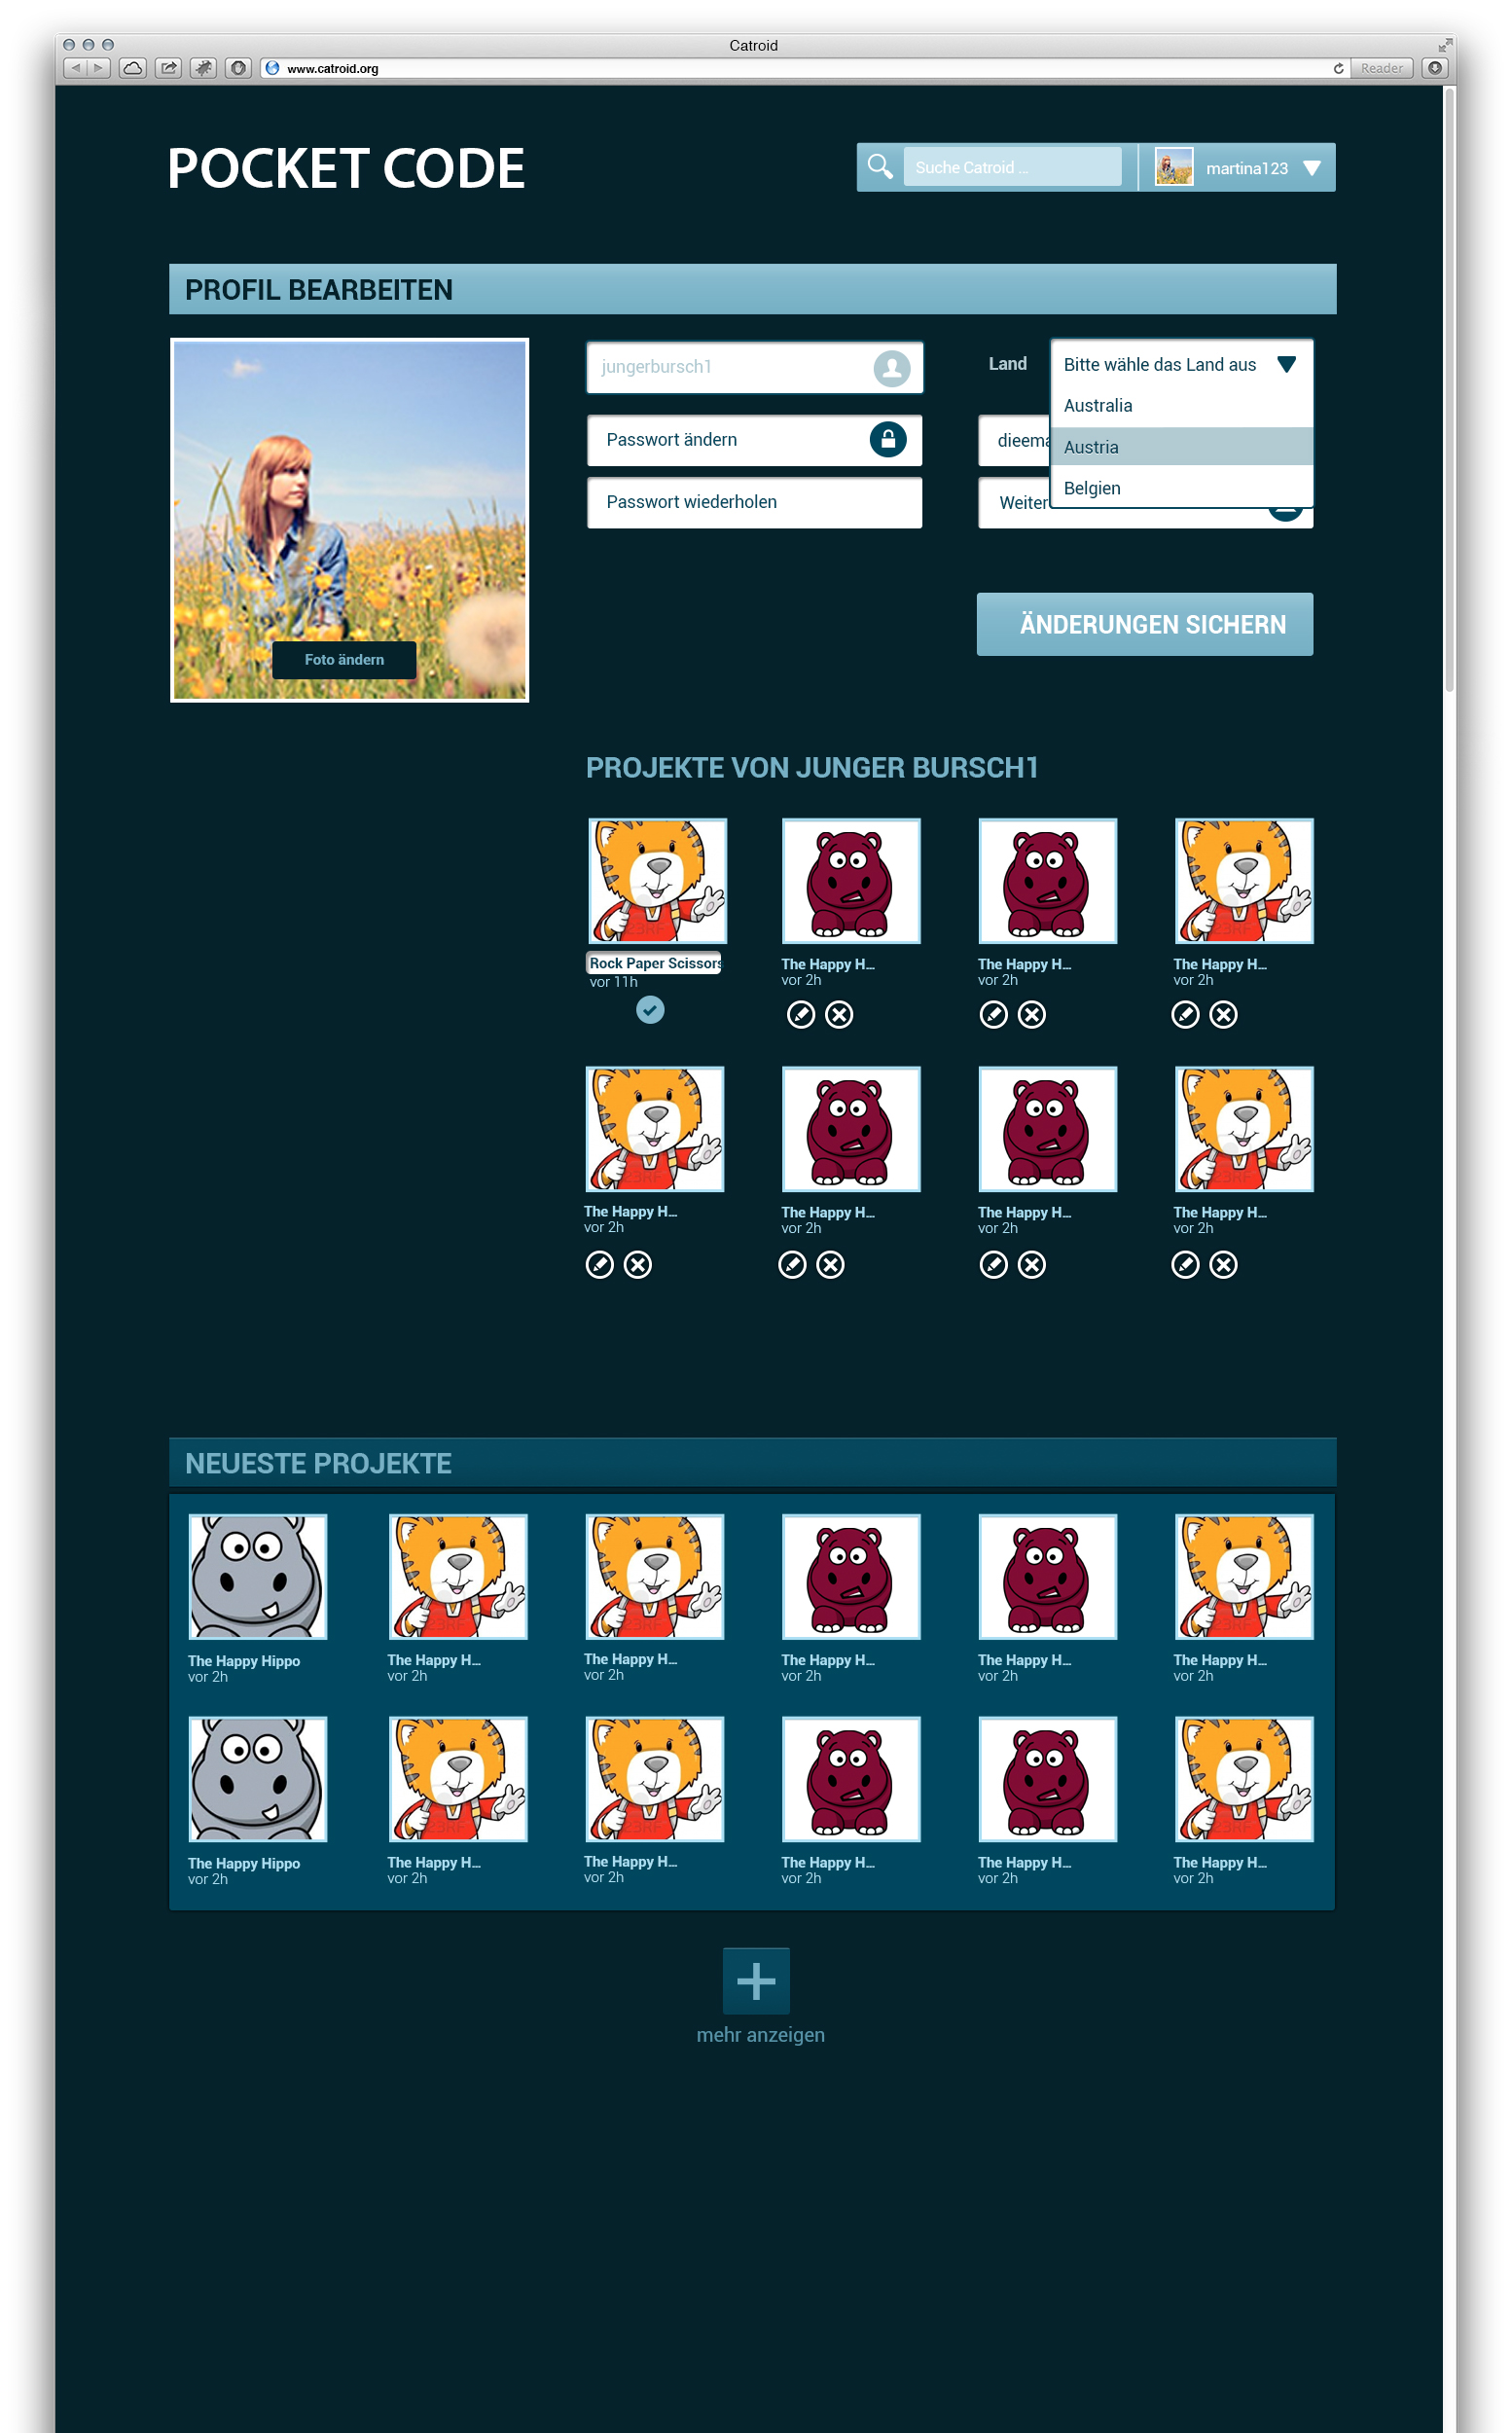 Catroid
www.catroid.org
Reader
POCKET CODE
Suche Catroid ...
martina123
PROFIL BEARBEITEN
jungerbursch1
Land
Bitte wähle das Land aus
Australia
Passwort ändern
dieema
Austria
Belgien
Passwort wiederholen
Weiter
ÄNDERUNGEN SICHERN
Foto ändern
PROJEKTE VON JUNGER BURSCH1
Rock Paper Scissors
vor 11h
The Happy H...
vor 2h
The Happy H...
vor 2h
The Happy H...
vor 2h
The Happy H...
vor 2h
The Happy H...
vor 2h
The Happy H...
vor 2h
The Happy H...
vor 2h
NEUESTE PROJEKTE
The Happy Hippo
vor 2h
The Happy H...
vor 2h
The Happy H...
vor 2h
The Happy H...
vor 2h
The Happy H...
vor 2h
The Happy H...
vor 2h
The Happy Hippo
vor 2h
The Happy H...
vor 2h
The Happy H...
vor 2h
The Happy H...
vor 2h
The Happy H...
vor 2h
The Happy H...
vor 2h
mehr anzeigen